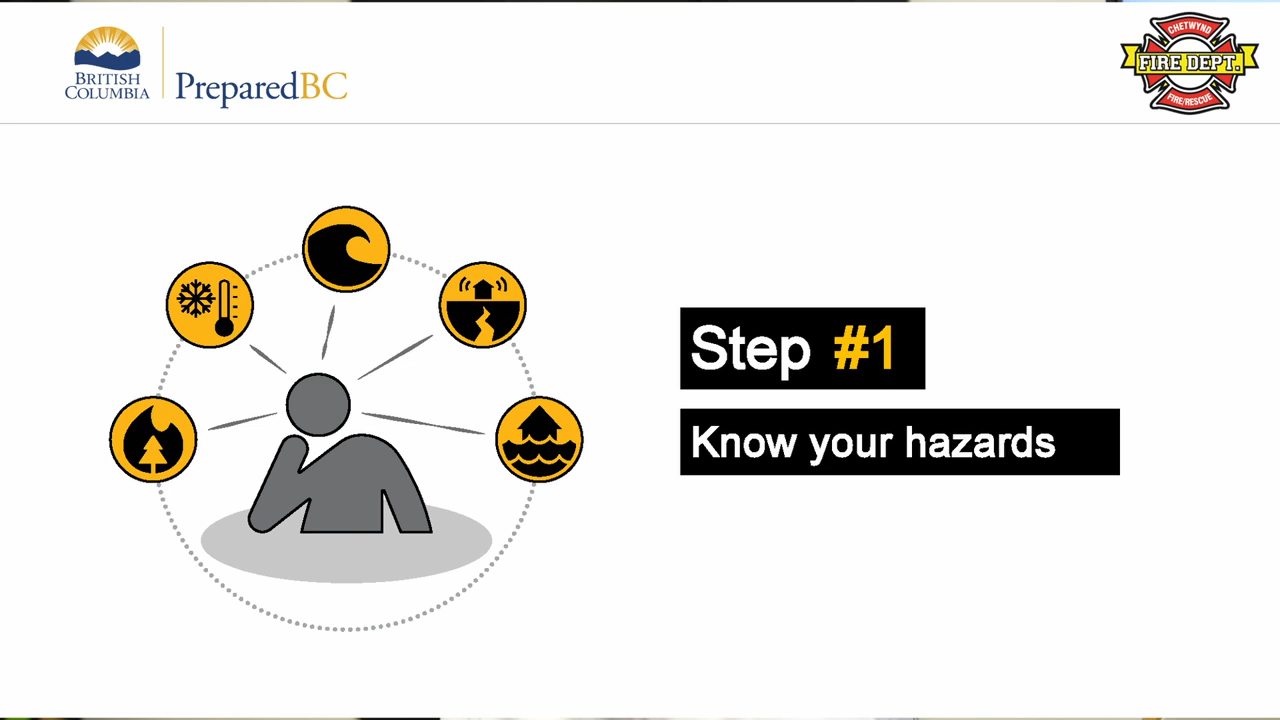 BRITISH
COLUMBIA
PreparedBC
CHETWYND
FIRE DEPT.
FIRE/RESCUE
Step #1
Know your hazards